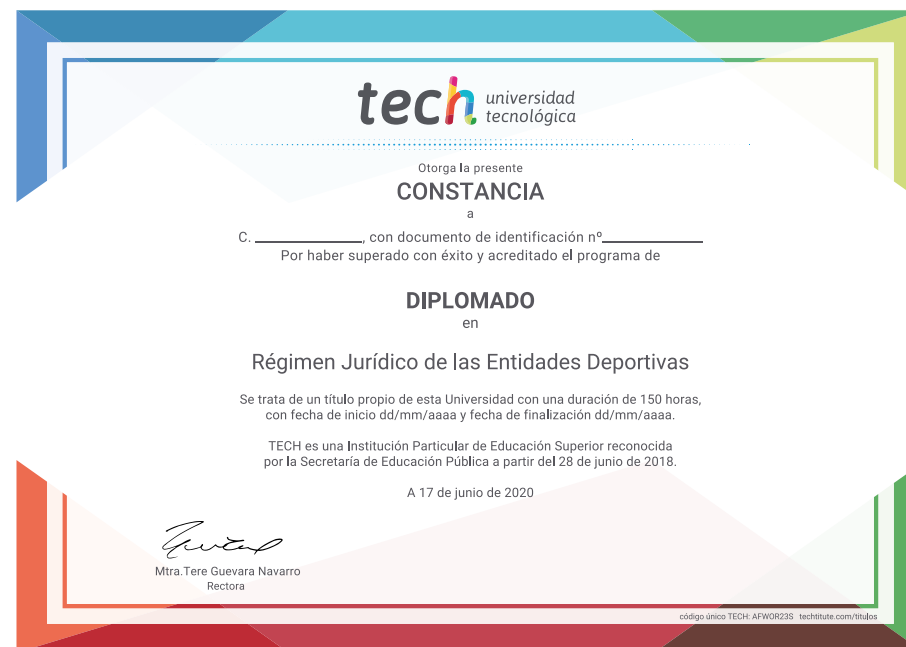 tech universidad
tecnológica
Otorga la presente
CONSTANCIA
a
C. ______________, con documento de identificación nº_____________
Por haber superado con éxito y acreditado el programa de
DIPLOMADO
en
Régimen Jurídico de las Entidades Deportivas
Se trata de un título propio de esta Universidad con una duración de 150 horas,
con fecha de inicio dd/mm/aaaa y fecha de finalización dd/mm/aaaa.
TECH es una Institución Particular de Educación Superior reconocida
por la Secretaría de Educación Pública a partir del 28 de junio de 2018.
A 17 de junio de 2020
Mtra.Tere Guevara Navarro
Rectora
código único TECH: AFWOR23S techtitute.com/titulos